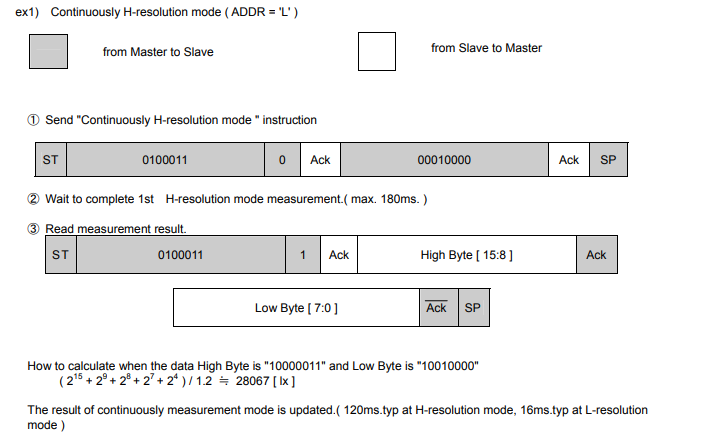 ex1) Continuously H-resolution mode ( ADDR = 'L' )
from Master to Slave
from Slave to Master
① Send "Continuously H-resolution mode " instruction
ST 0100011 0 Ack 00010000 Ack SP
② Wait to complete 1st H-resolution mode measurement.( max. 180ms. )
③ Read measurement result.
ST 0100011 1 Ack High Byte [ 15:8 ] Ack
Low Byte [ 7:0 ] A̅c̅k̅ SP
How to calculate when the data High Byte is "10000011" and Low Byte is "10010000"
( 2¹⁵ + 2⁹ + 2⁸ + 2⁷ + 2⁴ ) / 1.2 ≒ 28067 [ lx ]
The result of continuously measurement mode is updated.( 120ms.typ at H-resolution mode, 16ms.typ at L-resolution
mode )